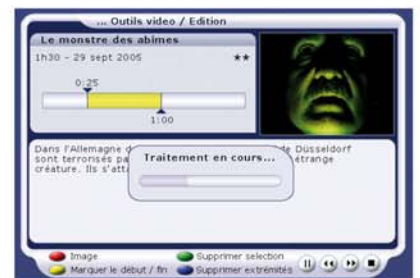 ... Outils video / Edition
Le monstre des abîmes
1h30 - 29 sept 2005 ★★
0:25
1:00
Dans l'Allemagne d de Düsseldorf
sont terrorisés pa étrange
créature. Ils s'att
Traitement en cours...
Image Supprimer selection
Marquer le début / fin Supprimer extrémités